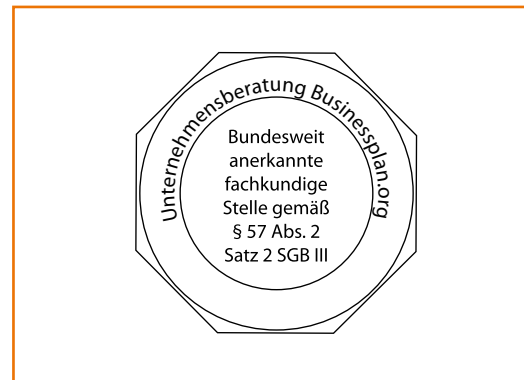 Unternehmensberatung Businessplan.org
Bundesweit
anerkannte
fachkundige
Stelle gemäß
§ 57 Abs. 2
Satz 2 SGB III